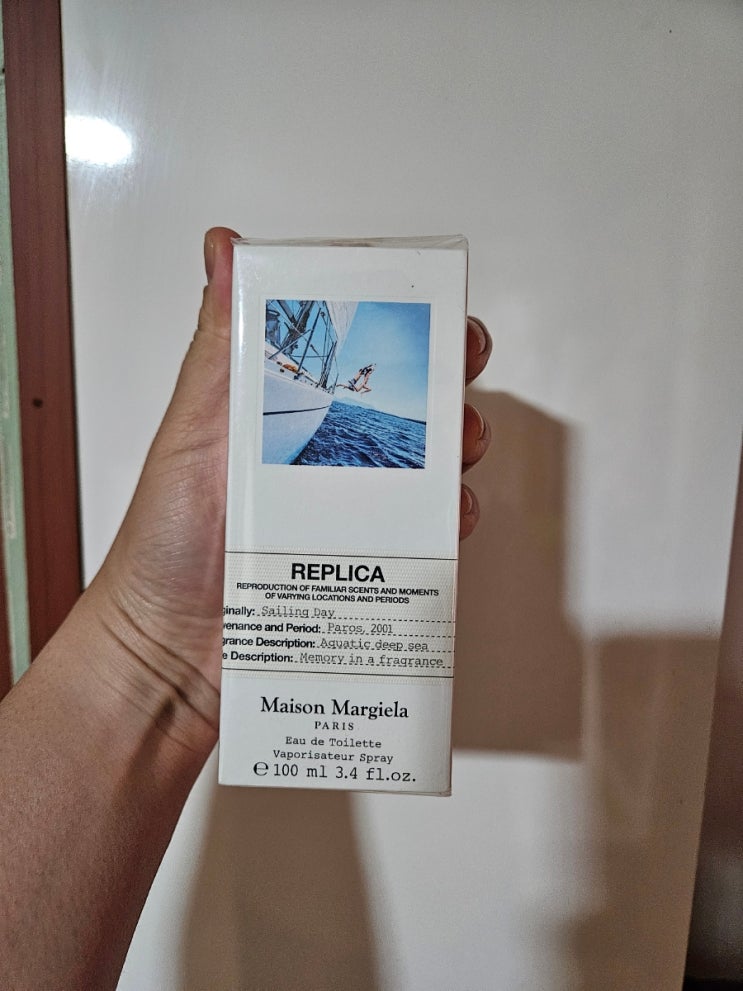 REPLICA
REPRODUCTION OF FAMILIAR SCENTS AND MOMENTS
OF VARYING LOCATIONS AND PERIODS
ginally: Sailing Day
venance and Period: Paros, 2001
grance Description: Aquatic deep sea
e Description: Memory in a fragrance
Maison Margiela
PARIS
Eau de Toilette
Vaporisateur Spray
℮ 100 ml 3.4 fl.oz.